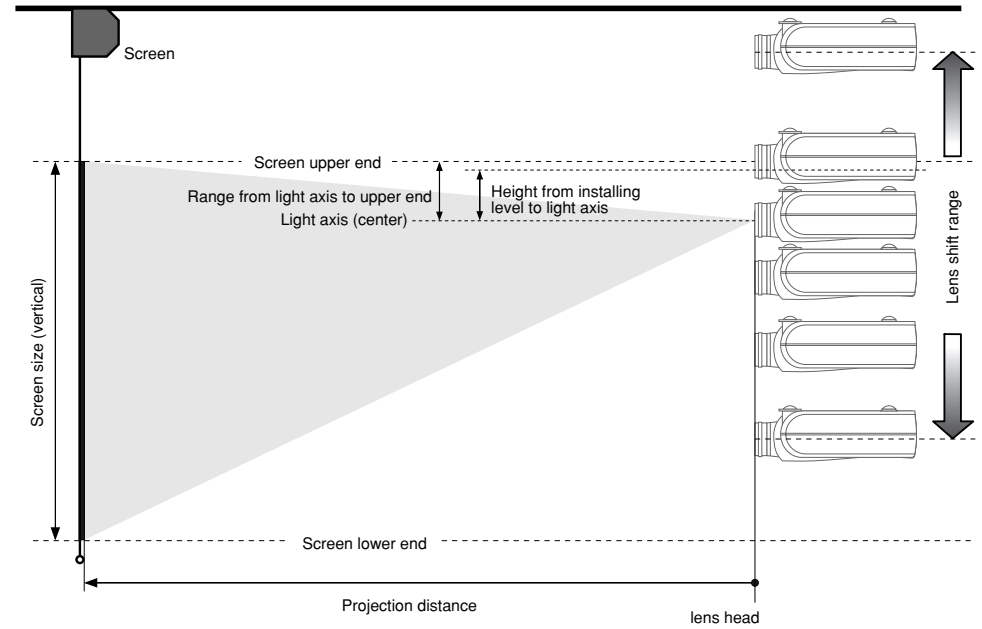 Screen
Screen upper end
Range from light axis to upper end
Height from installing
level to light axis
Light axis (center)
Lens shift range
Screen size (vertical)
Screen lower end
Projection distance
lens head